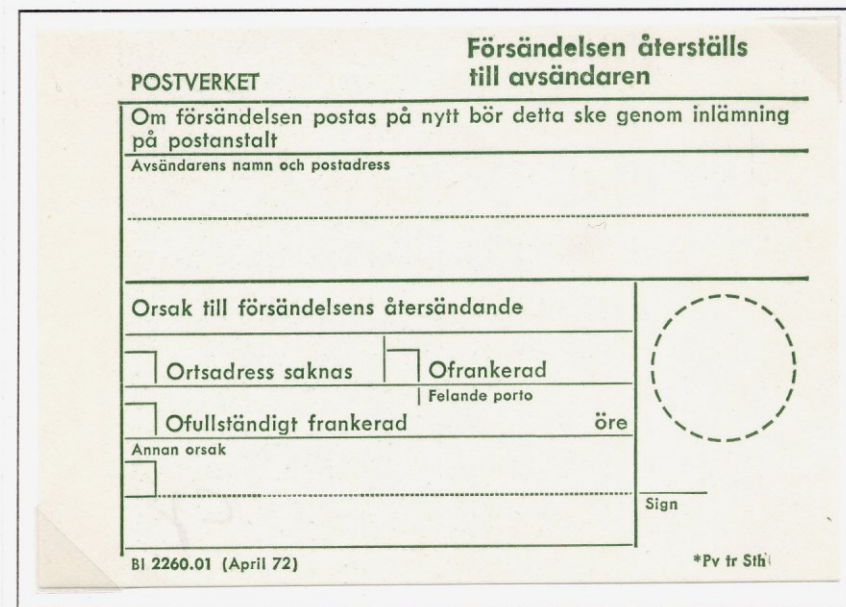 POSTVERKET
Försändelsen återställs
till avsändaren
Om försändelsen postas på nytt bör detta ske genom inlämning
på postanstalt
Avsändarens namn och postadress
Orsak till försändelsens återsändande
Ortsadress saknas
Ofrankerad
Felande porto
Ofullständigt frankerad
öre
Annan orsak
Sign
Bl 2260.01 (April 72)
*Pv tr Sth